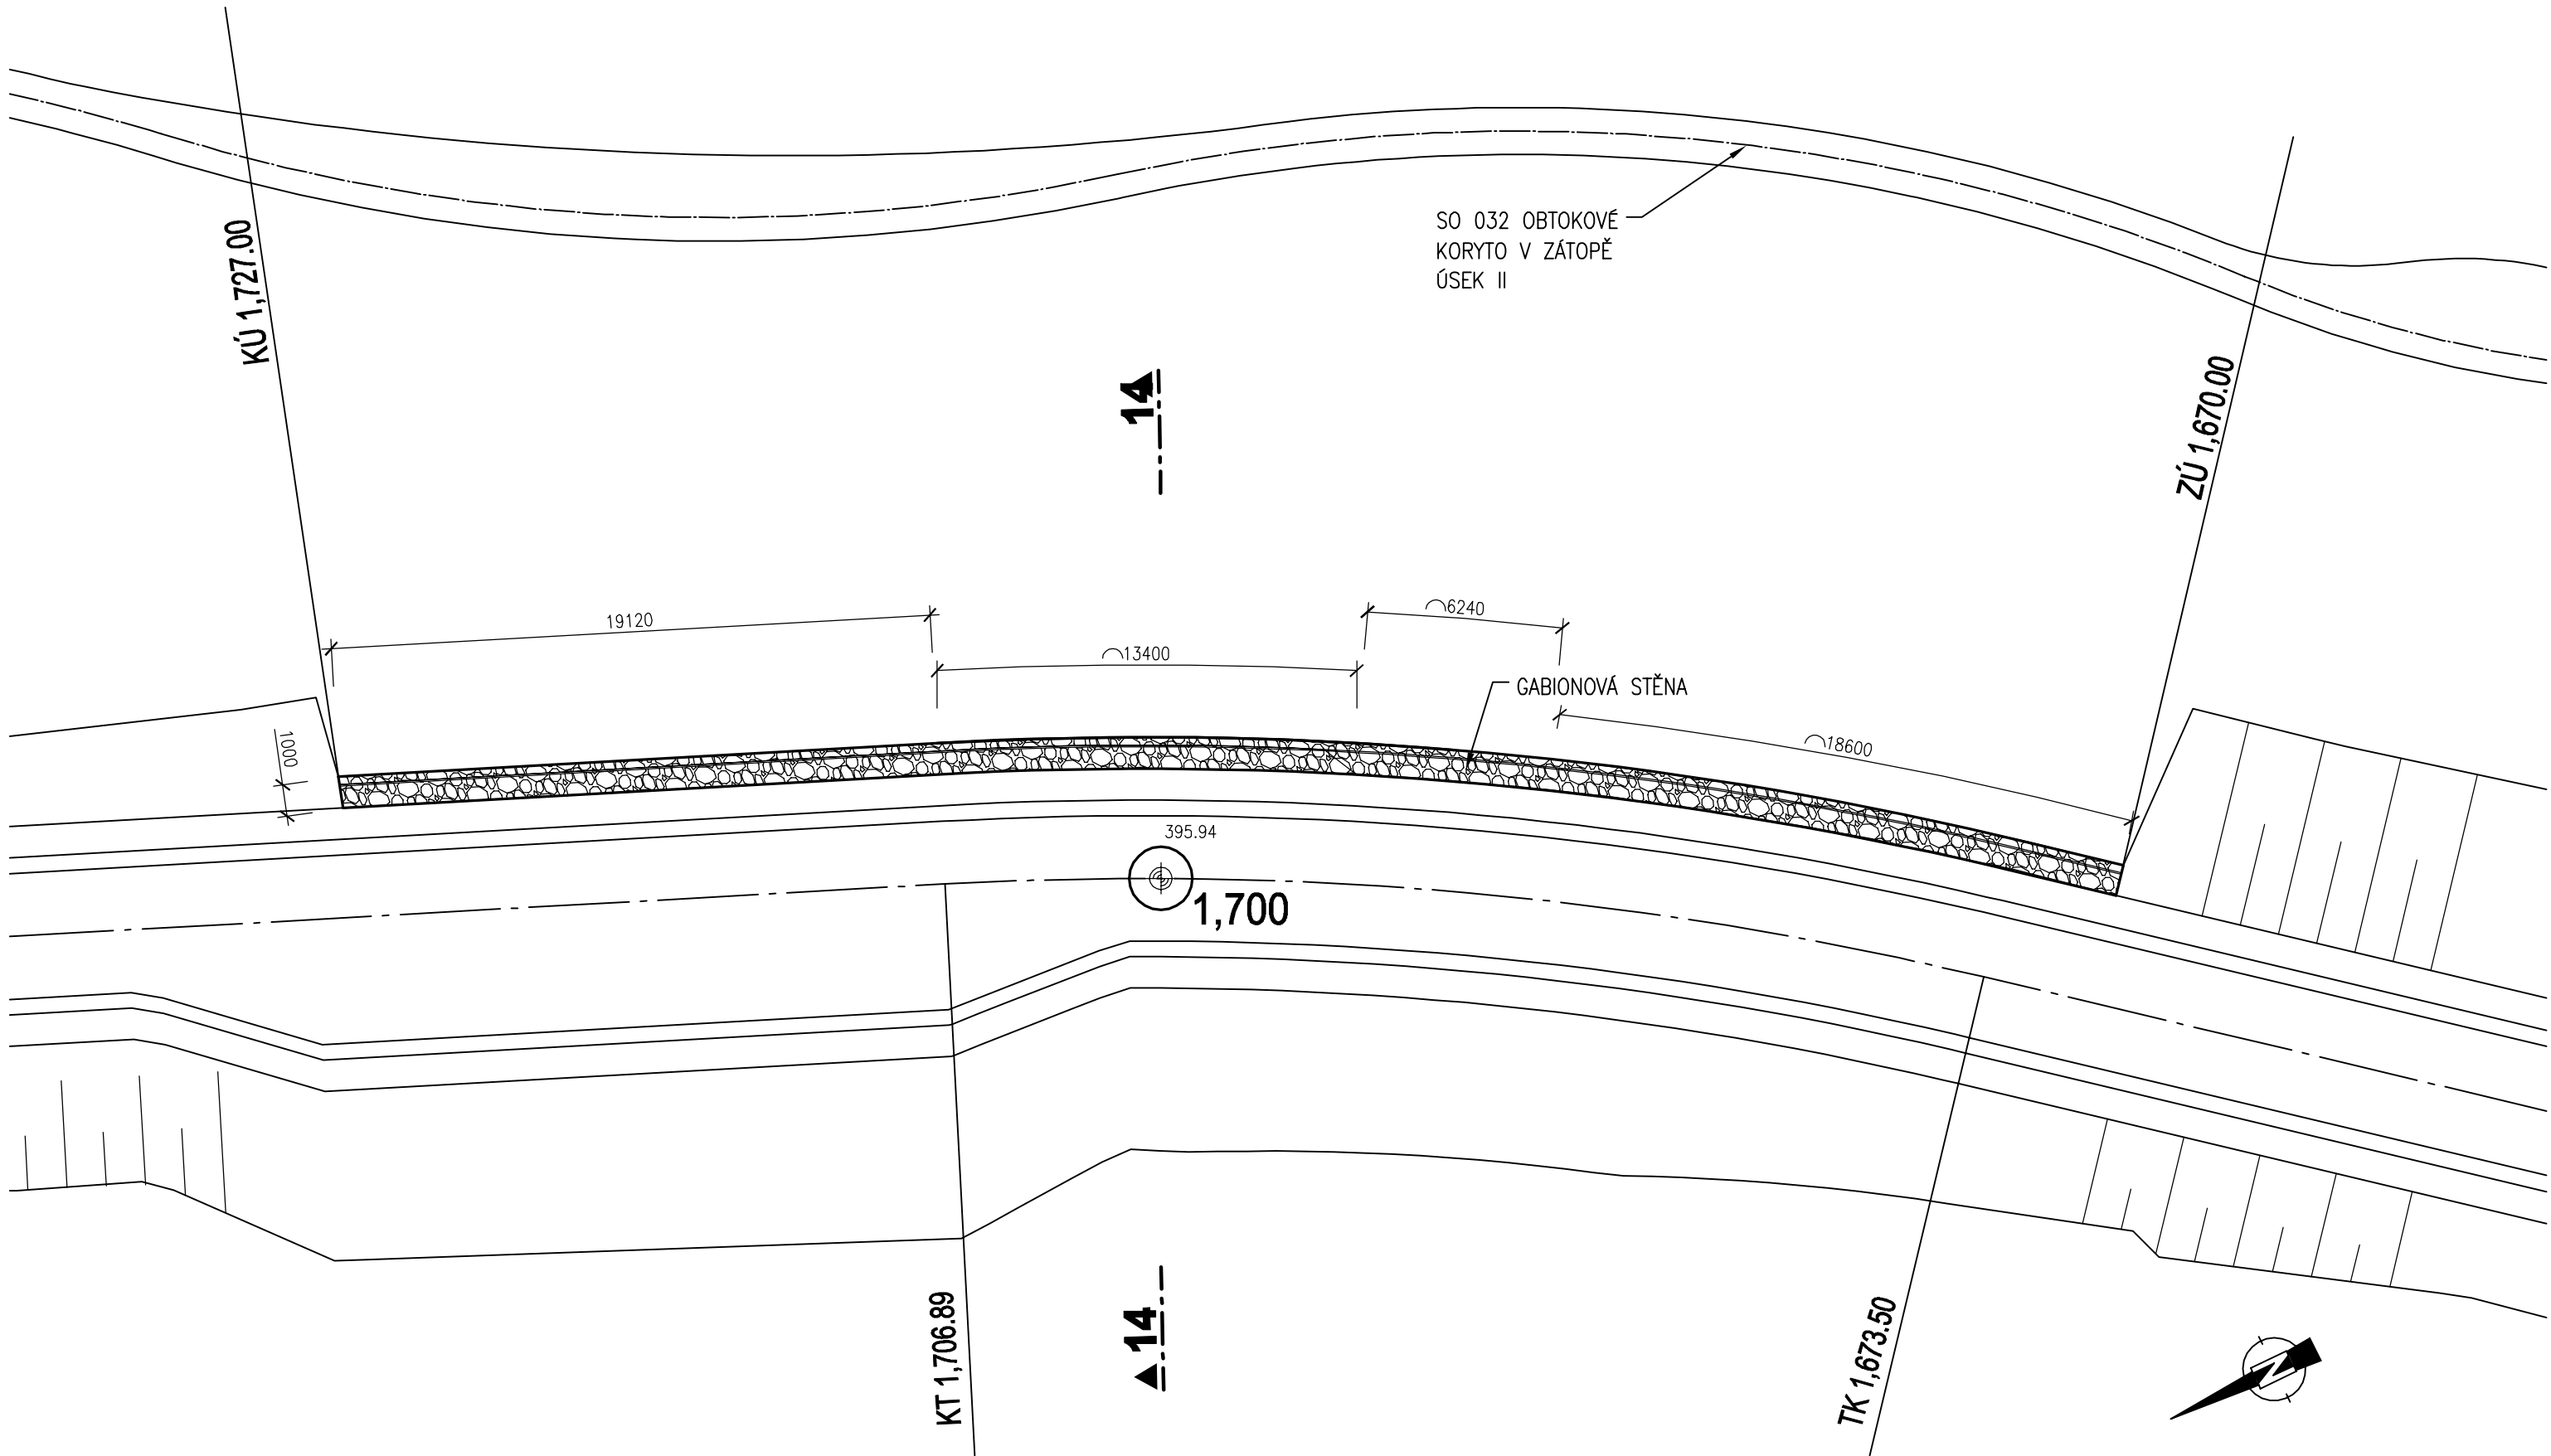 SO 032 OBTOKOVÉ
KORYTO V ZÁTOPĚ
ÚSEK II
KÚ 1,727.00
ZÚ 1,670.00
14
19120
13400
6240
18600
GABIONOVÁ STĚNA
1000
395.94
1,700
KT 1,706.89
14
TK 1,673.50
N